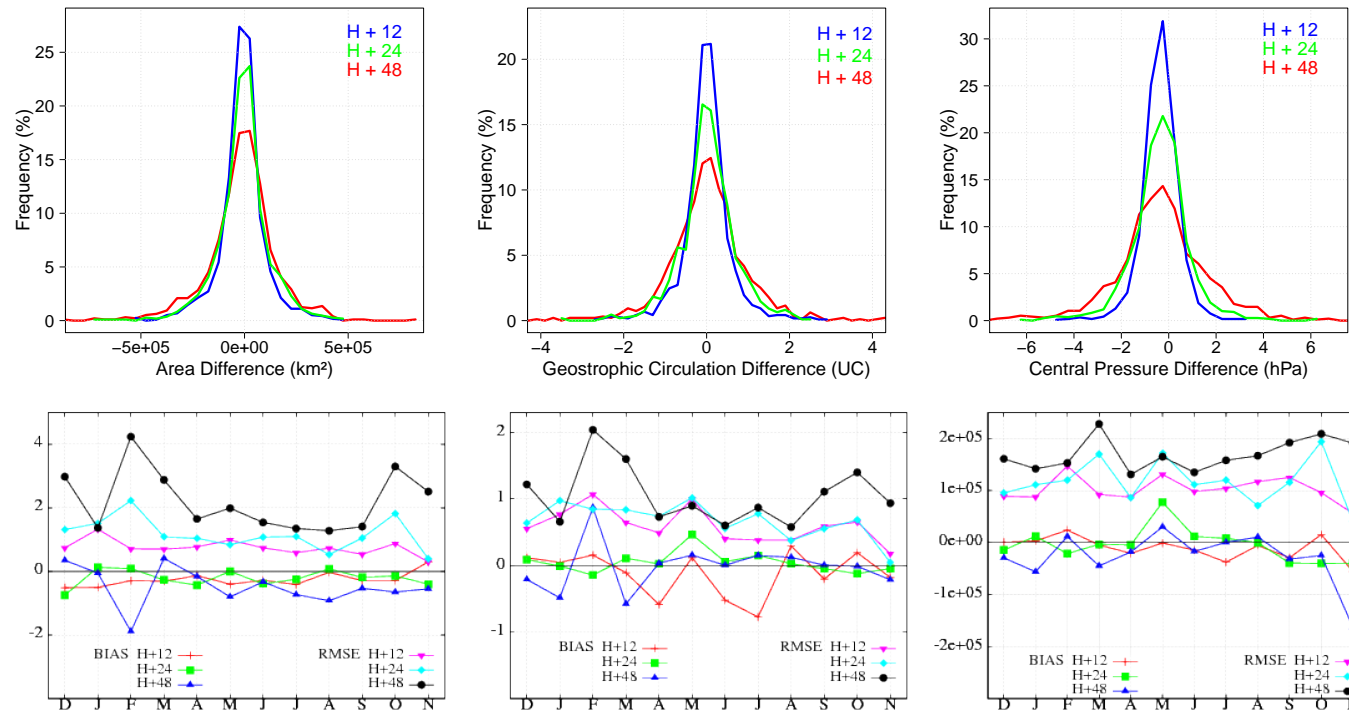 H + 12
H + 24
H + 48
Frequency (%)
25
20
15
10
5
0
−5e+05 0e+00 5e+05
Area Difference (km²)
H + 12
H + 24
H + 48
Frequency (%)
20
15
10
5
0
−4 −2 0 2 4
Geostrophic Circulation Difference (UC)
H + 12
H + 24
H + 48
Frequency (%)
30
25
20
15
10
5
0
−6 −4 −2 0 2 4 6
Central Pressure Difference (hPa)
4
2
0
-2
BIAS H+12 RMSE H+12
H+24 H+24
H+48 H+48
D J F M A M J J A S O N
2
1
0
-1
BIAS H+12 RMSE H+12
H+24 H+24
H+48 H+48
D J F M A M J J A S O N
2e+05
1e+05
0e+00
-1e+05
-2e+05
BIAS H+12 RMSE H+12
H+24 H+24
H+48 H+48
D J F M A M J J A S O